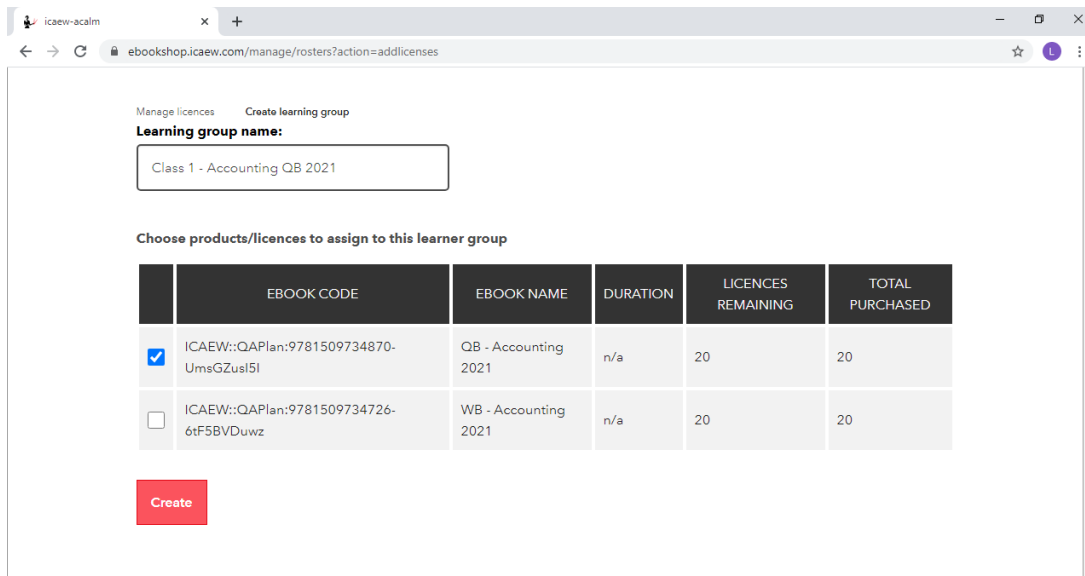 icaew-acalm
ebookshop.icaew.com/manage/rosters?action=addlicenses
L
Manage licences Create learning group
Learning group name:
Class 1 - Accounting QB 2021
Choose products/licences to assign to this learner group
EBOOK CODE EBOOK NAME DURATION LICENCES REMAINING TOTAL PURCHASED
ICAEW::QAPlan:9781509734870-
UmsGZusI5I
QB - Accounting
2021
n/a
20
20
ICAEW::QAPlan:9781509734726-
6tF5BVDuwz
WB - Accounting
2021
n/a
20
20
Create